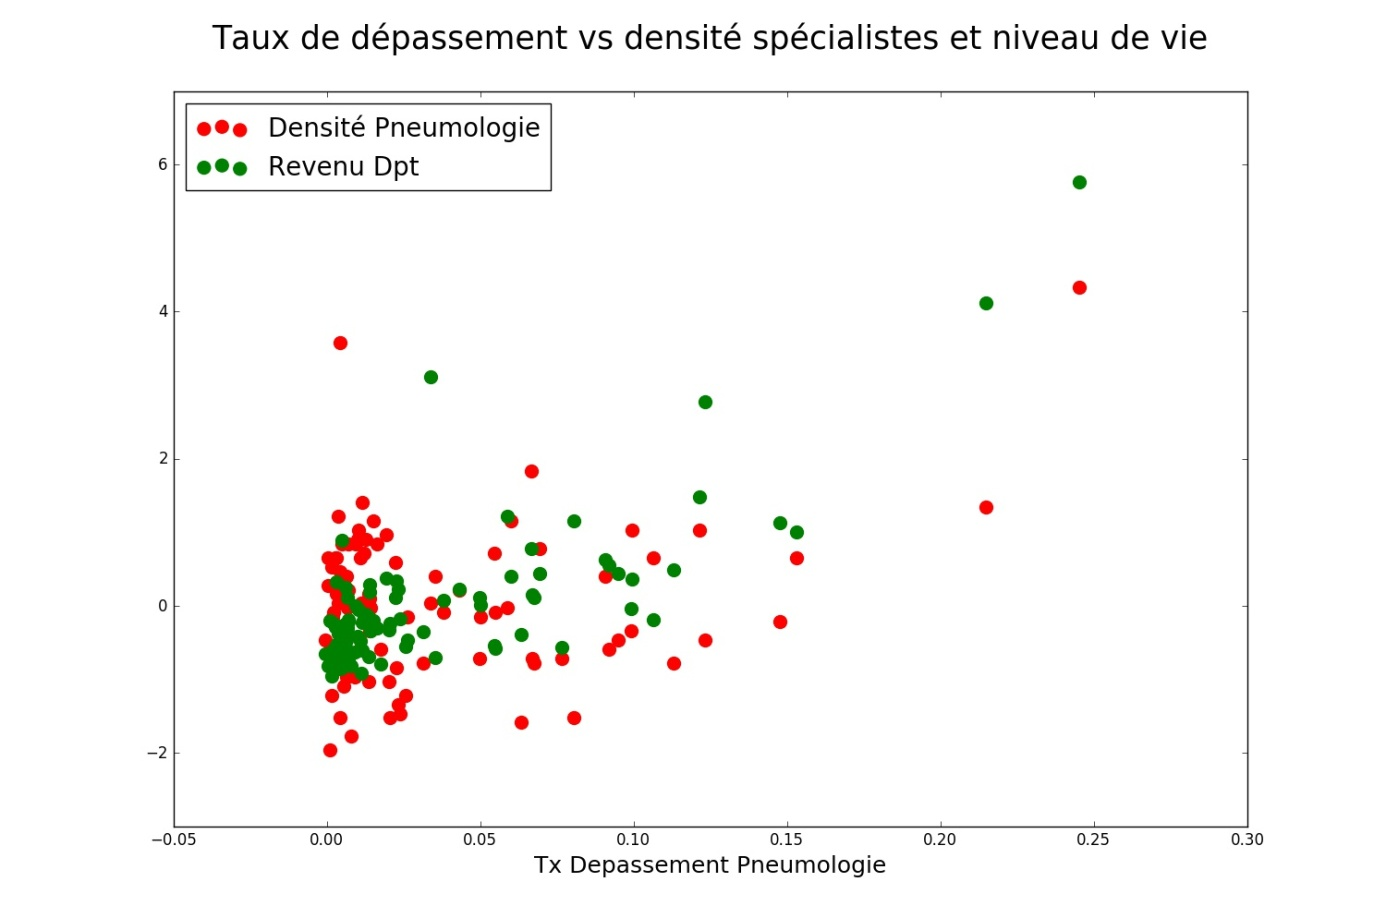 Taux de dépassement vs densité spécialistes et niveau de vie
Densité Pneumologie
Revenu Dpt
6
4
2
0
−2
−0.05 0.00 0.05 0.10 0.15 0.20 0.25 0.30
Tx Depassement Pneumologie